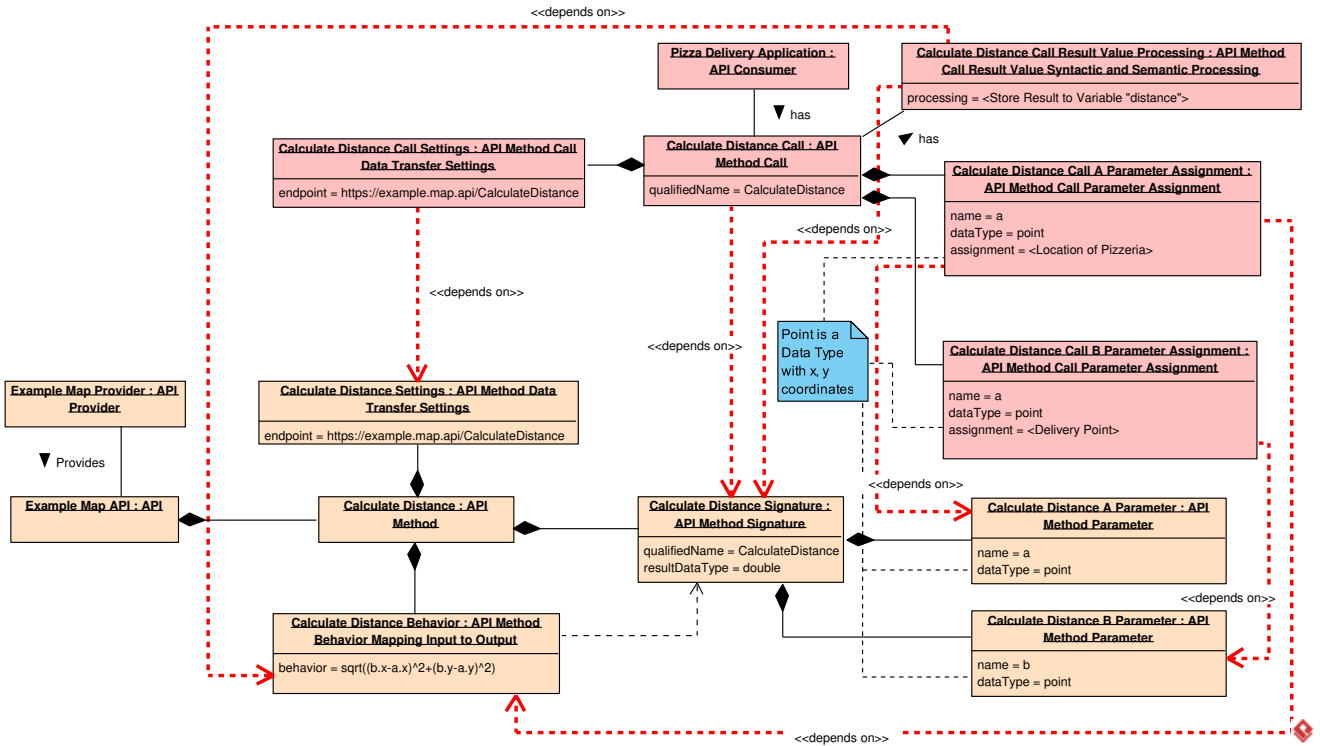 <<depends on>>
Pizza Delivery Application :
API Consumer
Calculate Distance Call Result Value Processing : API Method
Call Result Value Syntactic and Semantic Processing
processing = <Store Result to Variable "distance">
has
has
Calculate Distance Call Settings : API Method Call
Data Transfer Settings
endpoint = https://example.map.api/CalculateDistance
Calculate Distance Call : API
Method Call
qualifiedName = CalculateDistance
Calculate Distance Call A Parameter Assignment :
API Method Call Parameter Assignment
name = a
dataType = point
assignment = <Location of Pizzeria>
<<depends on>>
<<depends on>>
<<depends on>>
Point is a
Data Type
with x, y
coordinates
Calculate Distance Call B Parameter Assignment :
API Method Call Parameter Assignment
name = a
dataType = point
assignment = <Delivery Point>
Example Map Provider : API
Provider
Calculate Distance Settings : API Method Data
Transfer Settings
endpoint = https://example.map.api/CalculateDistance
Provides
<<depends on>>
Example Map API : API
Calculate Distance : API
Method
Calculate Distance Signature :
API Method Signature
qualifiedName = CalculateDistance
resultDataType = double
Calculate Distance A Parameter : API
Method Parameter
name = a
dataType = point
<<depends on>>
Calculate Distance Behavior : API Method
Behavior Mapping Input to Output
behavior = sqrt((b.x-a.x)^2+(b.y-a.y)^2)
Calculate Distance B Parameter : API
Method Parameter
name = b
dataType = point
<<depends on>>